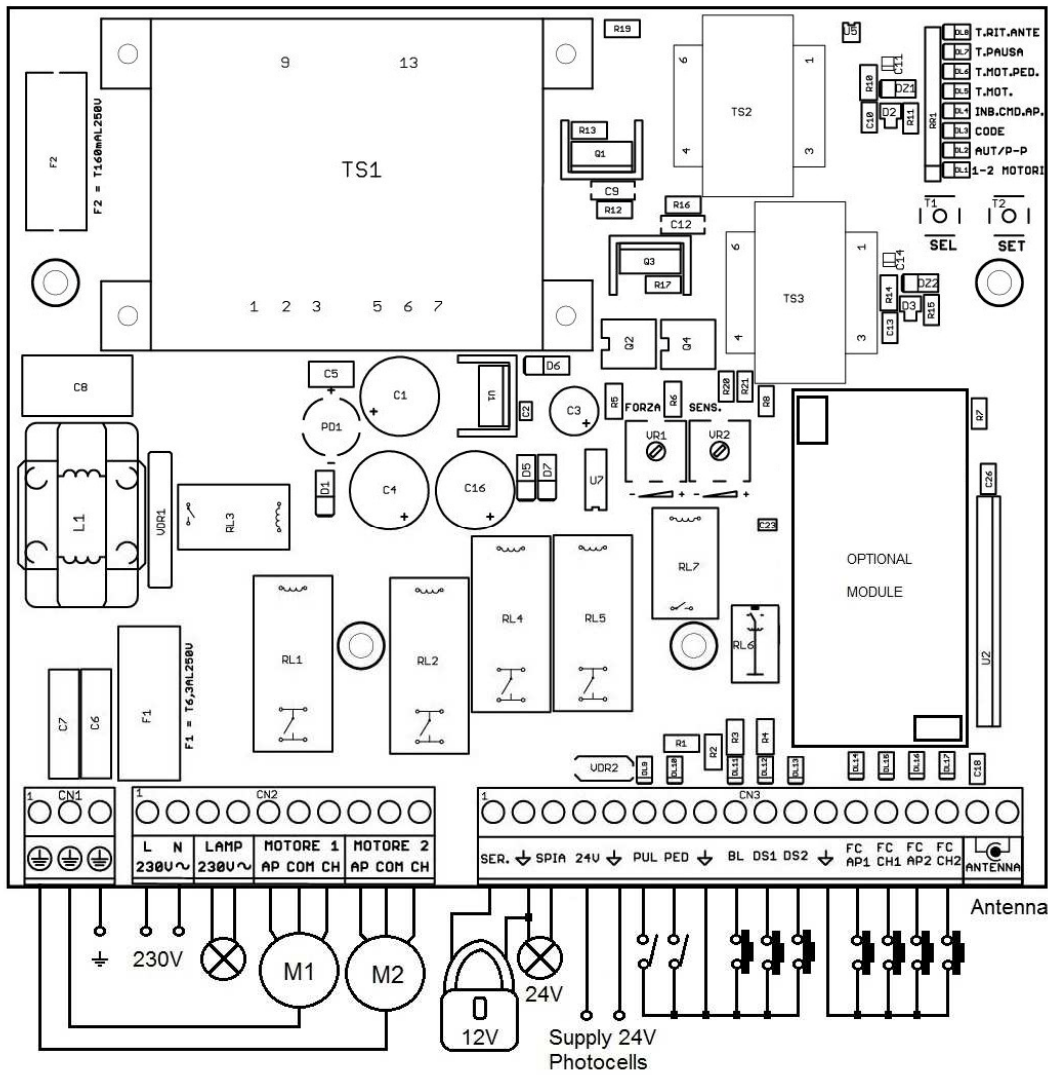 R19
U5
DL8 T.RIT.ANTE
DL7 T.PAUSA
DL6 T.MOT.PED.
DL5 T.MOT.
DL4 INB.CMD.AP.
DL3 CODE
DL2 AUT/P-P
DL1 1-2 MOTORI
RR1
C11
R10
DZ1
C10
D2
R11
T1
T2
SEL
SET
9
13
TS1
1 2 3 5 6 7
F2
F2 = T160mAL250V
6
1
TS2
4
3
R13
Q1
C9
R12
R16
C12
Q3
R17
6
1
TS3
4
3
C14
R14
DZ2
D3
C13
R15
Q2
Q4
C8
C5
+
PD1
-
C1
+
U1
D6
C2
C3
+
R5
FORZA
R6
SENS.
R20
R21
R8
VR1
VR2
- +
- +
R7
L1
VDR1
RL3
D1
C4
+
C16
+
D5
D7
U7
C23
C26
OPTIONAL
MODULE
RL1
RL2
RL4
RL5
RL7
RL6
U2
C7
C6
F1
F1 = T6,3AL250V
VDR2
R1
R2
R3
R4
DL9
DL10
DL11
DL12
DL13
DL14
DL15
DL16
DL17
C18
1 CN1
1 CN2
1 CN3
L N
230V~
LAMP
230V~
MOTORE 1
AP COM CH
MOTORE 2
AP COM CH
SER. SPIA 24V PUL PED BL DS1 DS2
FC AP1
FC CH1
FC AP2
FC CH2
ANTENNA
Antenna
230V
M1
M2
12V
24V
Supply 24V
Photocells